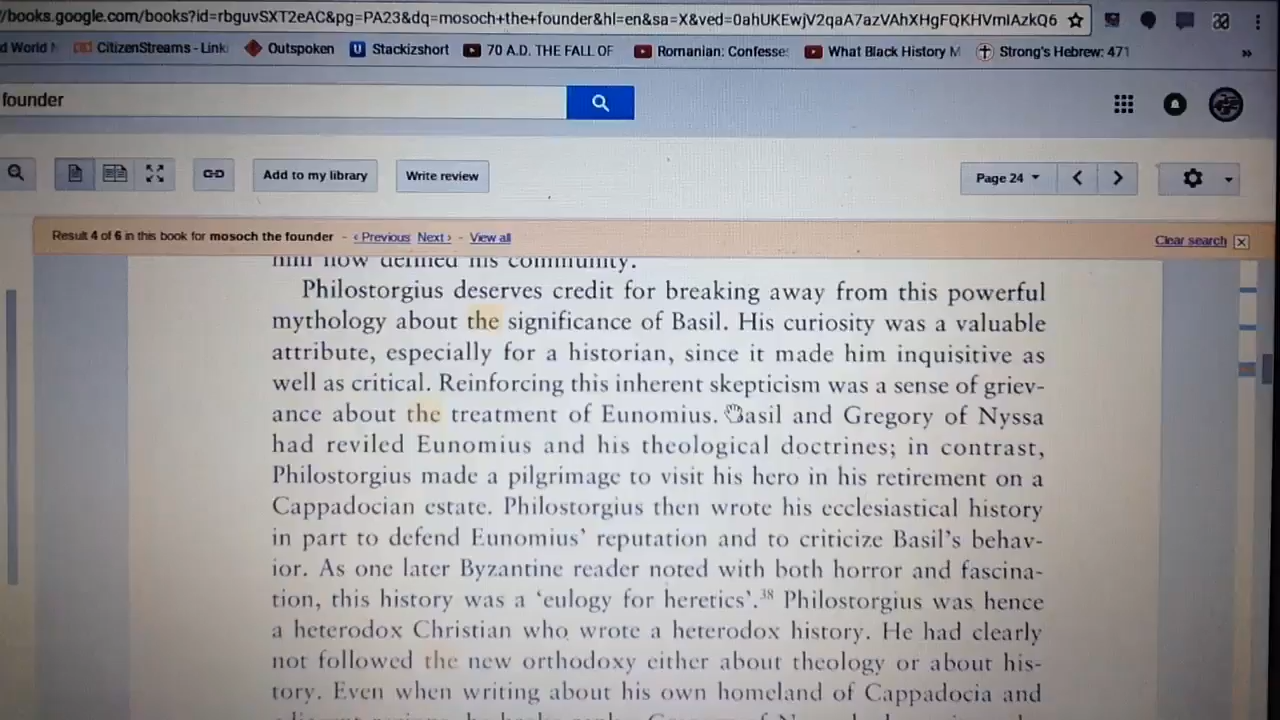 /books.google.com/books?id=rbguvSXT2eAC&pg=PA23&dq=mosoch+the+founder&hl=en&sa=X&ved=0ahUKEwjV2qaA7azVAhXHgFQKHVmIAzkQ6
d World CitizenStreams - Link Outspoken Stackizshort 70 A.D. THE FALL OF Romanian: Confesse What Black History M Strong's Hebrew: 471 »
founder
Add to my library Write review Page 24
Result 4 of 6 in this book for mosoch the founder - ‹ Previous Next › - View all Clear search
him now defined his community.
Philostorgius deserves credit for breaking away from this powerful
mythology about the significance of Basil. His curiosity was a valuable
attribute, especially for a historian, since it made him inquisitive as
well as critical. Reinforcing this inherent skepticism was a sense of griev-
ance about the treatment of Eunomius. Basil and Gregory of Nyssa
had reviled Eunomius and his theological doctrines; in contrast,
Philostorgius made a pilgrimage to visit his hero in his retirement on a
Cappadocian estate. Philostorgius then wrote his ecclesiastical history
in part to defend Eunomius' reputation and to criticize Basil's behav-
ior. As one later Byzantine reader noted with both horror and fascina-
tion, this history was a 'eulogy for heretics'.38 Philostorgius was hence
a heterodox Christian who wrote a heterodox history. He had clearly
not followed the new orthodoxy either about theology or about his-
tory. Even when writing about his own homeland of Cappadocia and